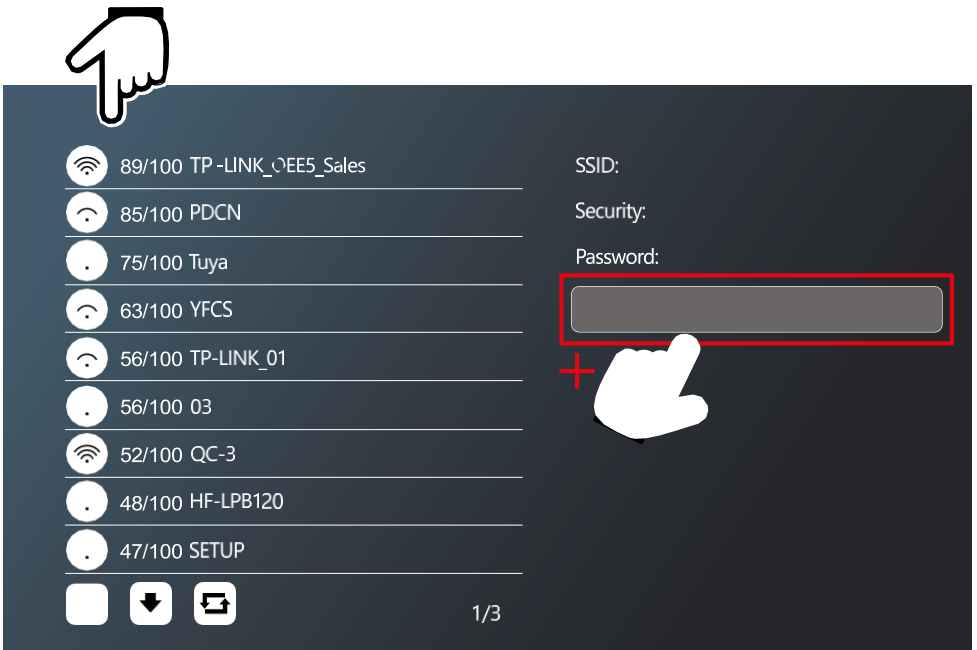 89/100 TP-LINK_OEE5_Sales
85/100 PDCN
75/100 Tuya
63/100 YFCS
56/100 TP-LINK_01
56/100 03
52/100 QC-3
48/100 HF-LPB120
47/100 SETUP
1/3
SSID:
Security:
Password: